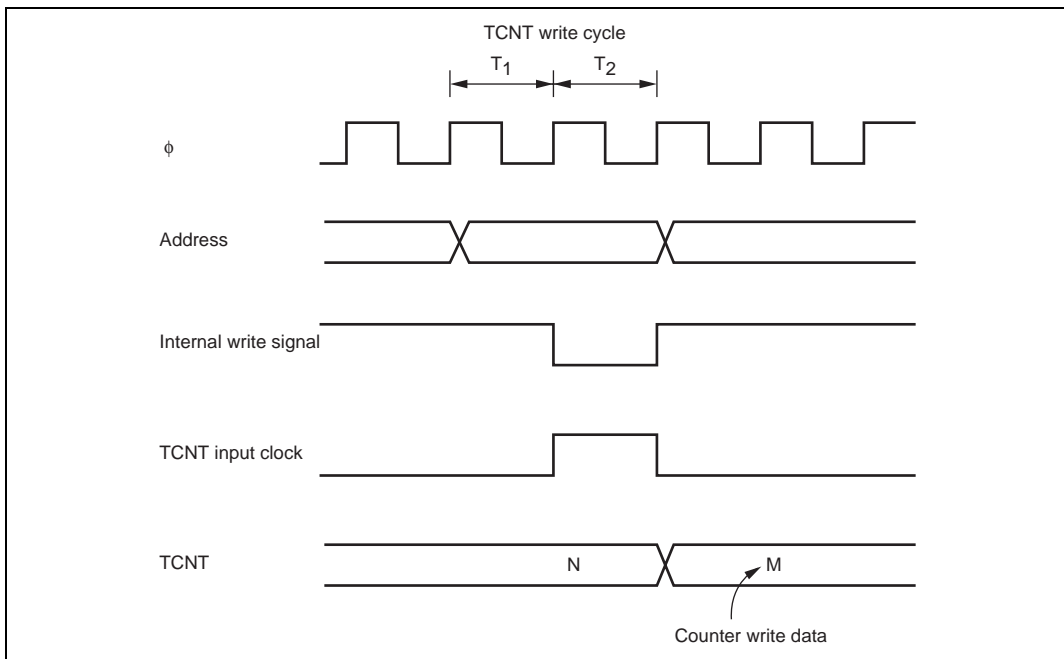 TCNT write cycle
T1 T2
ϕ
Address
Internal write signal
TCNT input clock
TCNT N M
Counter write data